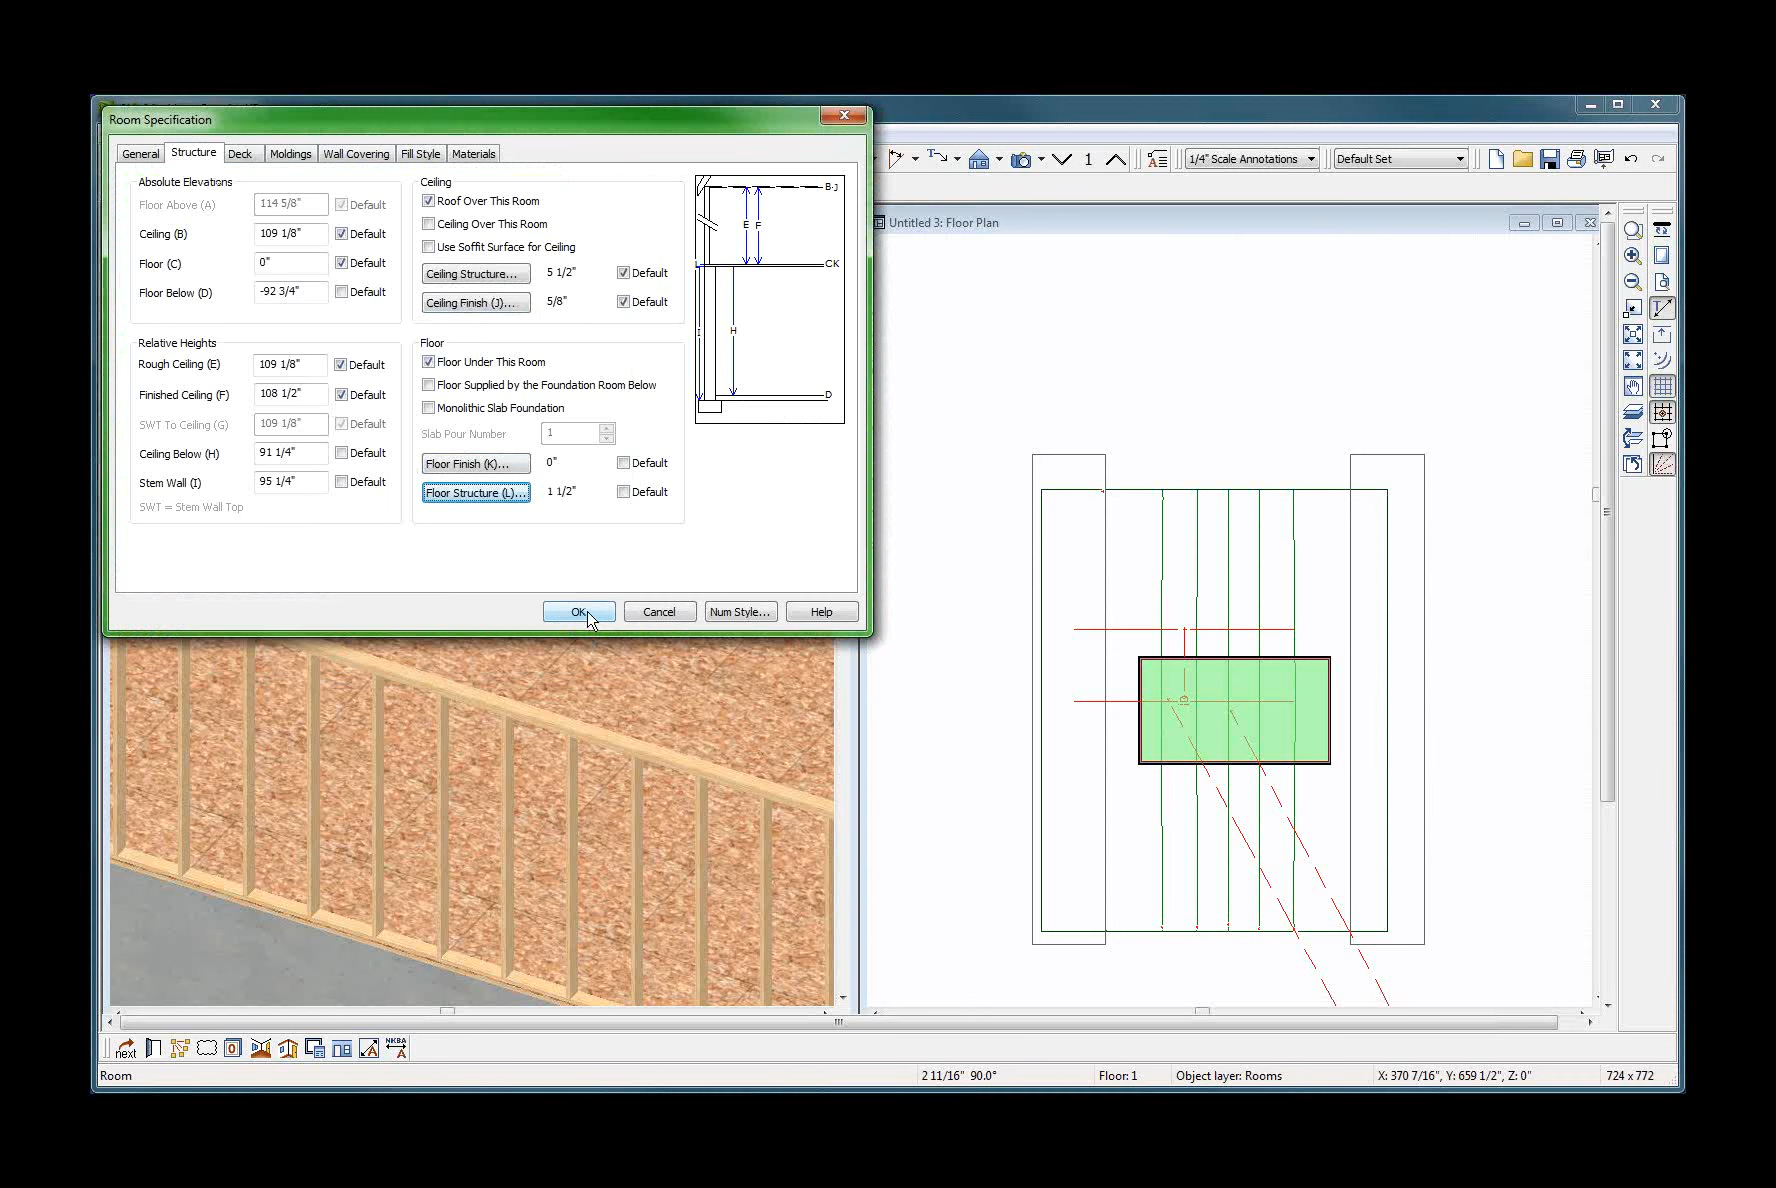 Room Specification
General Structure Deck Moldings Wall Covering Fill Style Materials
Absolute Elevations
Floor Above (A) 114 5/8" Default
Ceiling (B) 109 1/8" Default
Floor (C) 0" Default
Floor Below (D) -92 3/4" Default
Relative Heights
Rough Ceiling (E) 109 1/8" Default
Finished Ceiling (F) 108 1/2" Default
SWT To Ceiling (G) 109 1/8" Default
Ceiling Below (H) 91 1/4" Default
Stem Wall (I) 95 1/4" Default
SWT = Stem Wall Top
Ceiling
Roof Over This Room
Ceiling Over This Room
Use Soffit Surface for Ceiling
Ceiling Structure... 5 1/2" Default
Ceiling Finish (J)... 5/8" Default
Floor
Floor Under This Room
Floor Supplied by the Foundation Room Below
Monolithic Slab Foundation
Slab Pour Number 1
Floor Finish (K)... 0" Default
Floor Structure (L)... 1 1/2" Default
B-J
E F
CK
I H
D
OK Cancel Num Style... Help
1 1/4" Scale Annotations Default Set
Untitled 3: Floor Plan
next NKBA
Room 2 11/16" 90.0° Floor: 1 Object layer: Rooms X: 370 7/16", Y: 659 1/2", Z: 0" 724 x 772